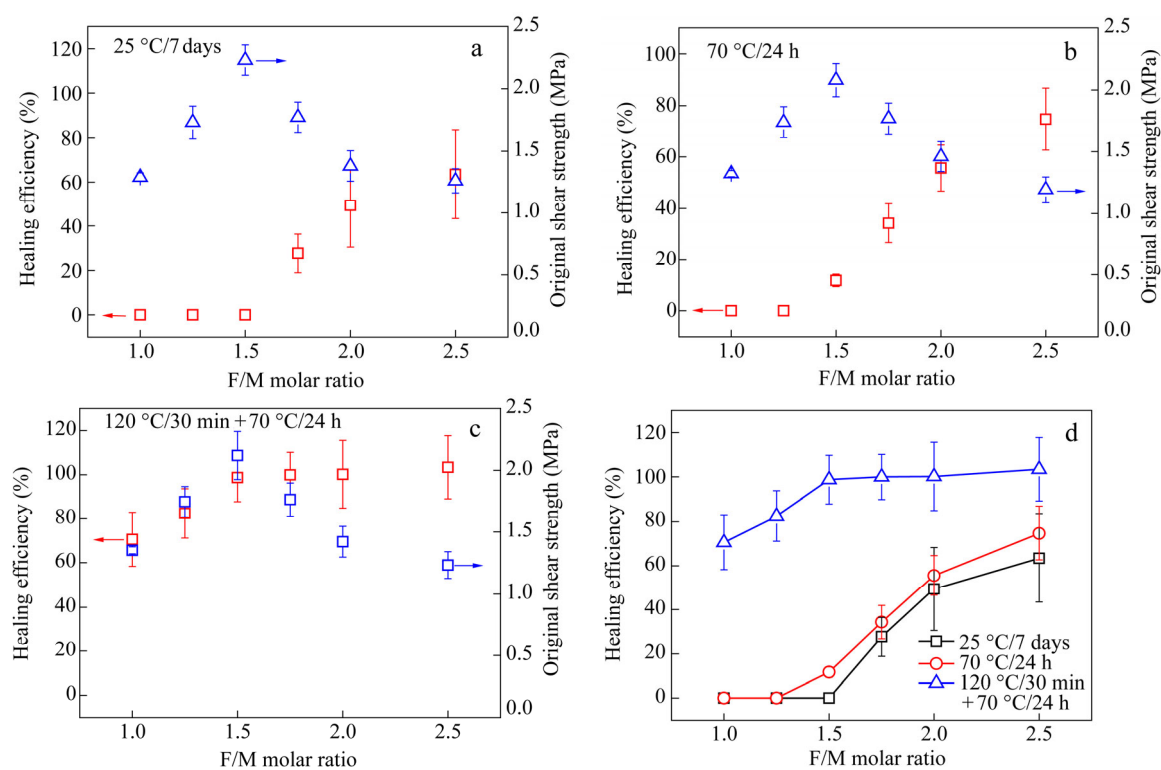 a
25 °C/7 days
Healing efficiency (%)
120
100
80
60
40
20
0
2.5
2.0
1.5
1.0
0.5
0.0
Original shear strength (MPa)
1.0 1.5 2.0 2.5
F/M molar ratio
b
70 °C/24 h
Healing efficiency (%)
100
80
60
40
20
0
2.5
2.0
1.5
1.0
0.5
0.0
Original shear strength (MPa)
1.0 1.5 2.0 2.5
F/M molar ratio
c
120 °C/30 min + 70 °C/24 h
Healing efficiency (%)
120
100
80
60
40
20
0
2.5
2.0
1.5
1.0
0.5
0.0
Original shear strength (MPa)
1.0 1.5 2.0 2.5
F/M molar ratio
d
Healing efficiency (%)
120
100
80
60
40
20
0
25 °C/7 days
70 °C/24 h
120 °C/30 min
+70 °C/24 h
1.0 1.5 2.0 2.5
F/M molar ratio